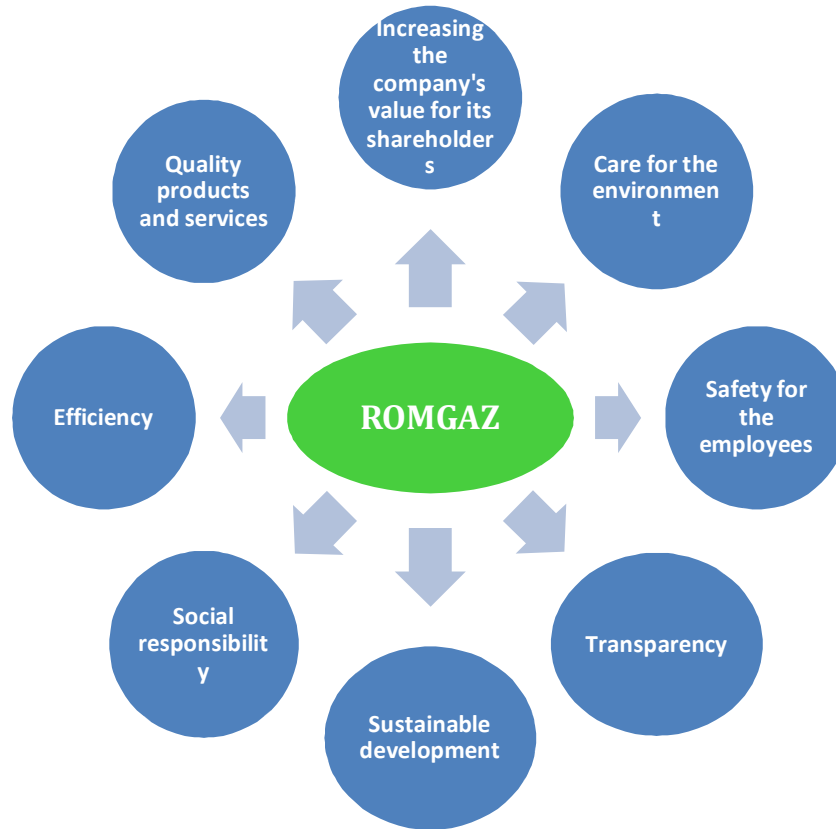 Increasing
the
company's
value for its
shareholder
s
Quality
products
and services
Care for the
environmen
t
Efficiency
ROMGAZ
Safety for
the
employees
Social
responsibilit
y
Transparency
Sustainable
development